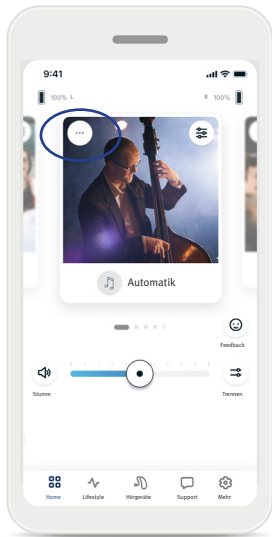 9:41
100% L
R 100%
Automatik
Feedback
Stumm
Trennen
Home Lifestyle Hörgeräte Support Mehr